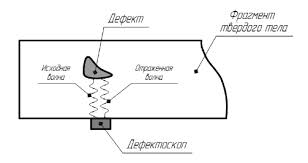 Дефект
Фрагмент
твердого тела
Исходная
волна
Отраженная
волна
Дефектоскоп